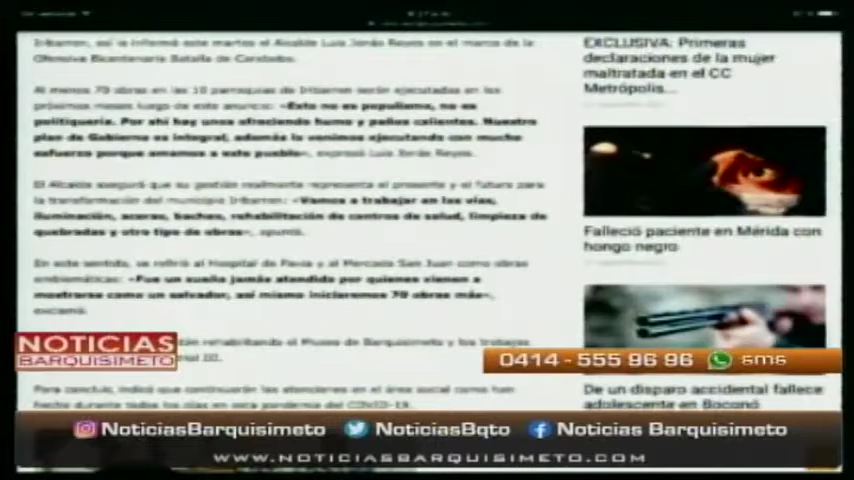 Iribarren, así lo informó este martes el Alcalde Luis Jonás Reyes en el marco de la
Ofensiva Bicentenaria Batalla de Carabobo.
Al menos 70 obras en las 10 parroquias de Iribarren serán ejecutadas en los
próximos meses luego de este anuncio: «Esto no es populismo, no es
politiquería. Por ahí hay unos ofreciendo humo y paños calientes. Nuestro
plan de Gobierno es integral, además lo venimos ejecutando con mucho
esfuerzo porque amamos a este pueblo», expresó Luis Jonás Reyes.
El Alcalde aseguró que su gestión realmente representa el presente y el futuro para
la transformación del municipio Iribarren: «Vamos a trabajar en las vías,
iluminación, aceras, baches, rehabilitación de centros de salud, limpieza de
quebradas y otro tipo de obras», apuntó.
En este sentido, se refirió al Hospital de Pavia y al Mercado San Juan como obras
emblemáticas: «Fue un sueño jamás atendido por quienes vienen a
mostrarse como un salvador, así mismo iniciaremos 70 obras más»,
exclamó.
rehabilitando el Museo de Barquisimeto y los trabajos
Para concluir, indicó que continuarán las atenciones en el área social como han
hecho durante todos los días en esta pandemia del COVID-19.
EXCLUSIVA: Primeras
declaraciones de la mujer
maltratada en el CC
Metrópolis...
Falleció paciente en Mérida con
hongo negro
De un disparo accidental fallece
adolescente en Boconó
NOTICIAS
BARQUISIMETO
0414 - 555 96 96 sms
NoticiasBarquisimeto NoticiasBqto Noticias Barquisimeto
WWW.NOTICIASBARQUISIMETO.COM